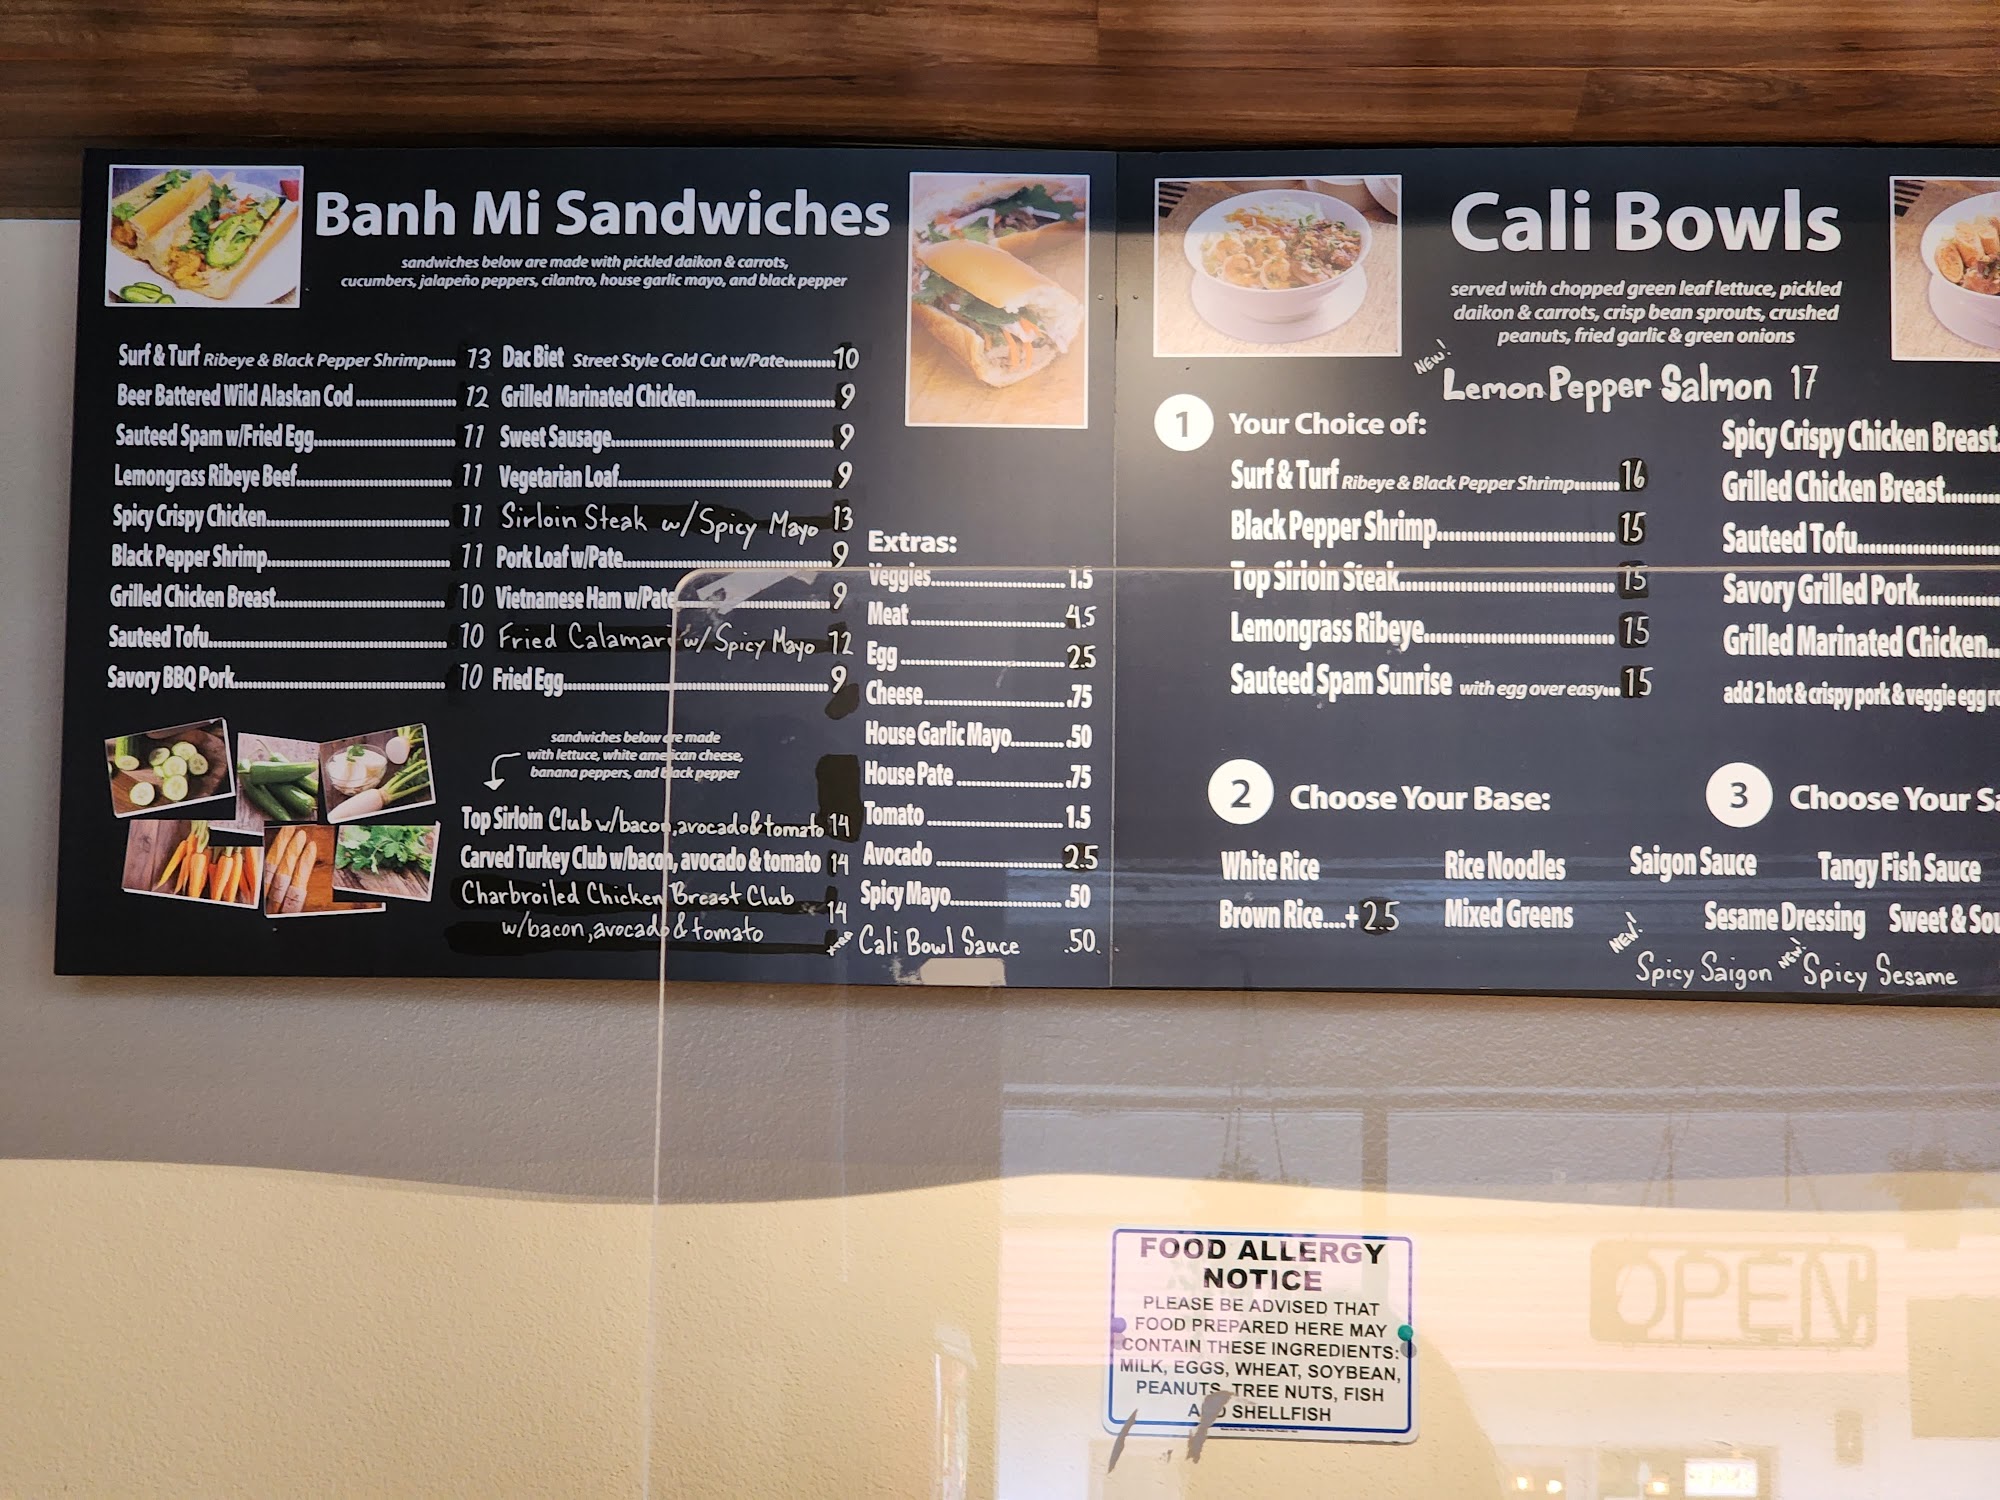 Banh Mi Sandwiches
sandwiches below are made with pickled daikon & carrots,
cucumbers, jalapeño peppers, cilantro, house garlic mayo, and black pepper
Surf & Turf Ribeye & Black Pepper Shrimp...... 13
Beer Battered Wild Alaskan Cod ........................ 12
Sauteed Spam w/Fried Egg.................................. 11
Lemongrass Ribeye Beef...................................... 11
Spicy Crispy Chicken............................................ 11
Black Pepper Shrimp............................................ 11
Grilled Chicken Breast......................................... 10
Sauteed Tofu......................................................... 10
Savory BBQ Pork................................................... 10
Dac Biet Street Style Cold Cut w/Pate............10
Grilled Marinated Chicken................................. 9
Sweet Sausage..................................................... 9
Vegetarian Loaf................................................... 9
Sirloin Steak w/Spicy Mayo 13
Pork Loaf w/Pate.................................................. 9
Vietnamese Ham w/Pate..................................... 9
Fried Calamari w/ Spicy Mayo 12
Fried Egg............................................................... 9
sandwiches below are made
with lettuce, white american cheese,
banana peppers, and black pepper
Top Sirloin Club w/bacon,avocado&tomato 14
Carved Turkey Club w/bacon, avocado & tomato 14
Charbroiled Chicken Breast Club
w/bacon,avocado&tomato 14
Extras:
Veggies................................. 1.5
Meat .....................................4.5
Egg .......................................2.5
Cheese..................................75
House Garlic Mayo............ .50
House Pate ......................... .75
Tomato ................................ 1.5
Avocado ..............................2.5
Spicy Mayo.......................... .50
xtra Cali Bowl Sauce .50
Cali Bowls
served with chopped green leaf lettuce, pickled
daikon & carrots, crisp bean sprouts, crushed
peanuts, fried garlic & green onions
NEW!
Lemon Pepper Salmon 17
1 Your Choice of:
Surf & Turf Ribeye & Black Pepper Shrimp.........16
Black Pepper Shrimp........................................ 15
Top Sirloin Steak................................................ 15
Lemongrass Ribeye........................................... 15
Sauteed Spam Sunrise with egg over easy....15
Spicy Crispy Chicken Breast.
Grilled Chicken Breast..........
Sauteed Tofu.........................
Savory Grilled Pork...............
Grilled Marinated Chicken..
add 2 hot & crispy pork & veggie egg
2 Choose Your Base:
White Rice
Rice Noodles
Brown Rice....+ 2.5
Mixed Greens
3 Choose Your
Saigon Sauce
Tangy Fish Sauce
Sesame Dressing
Sweet &
NEW! Spicy Saigon
NEW! Spicy Sesame
FOOD ALLERGY
NOTICE
PLEASE BE ADVISED THAT
FOOD PREPARED HERE MAY
CONTAIN THESE INGREDIENTS:
MILK, EGGS, WHEAT, SOYBEAN,
PEANUTS, TREE NUTS, FISH
AND SHELLFISH
OPEN